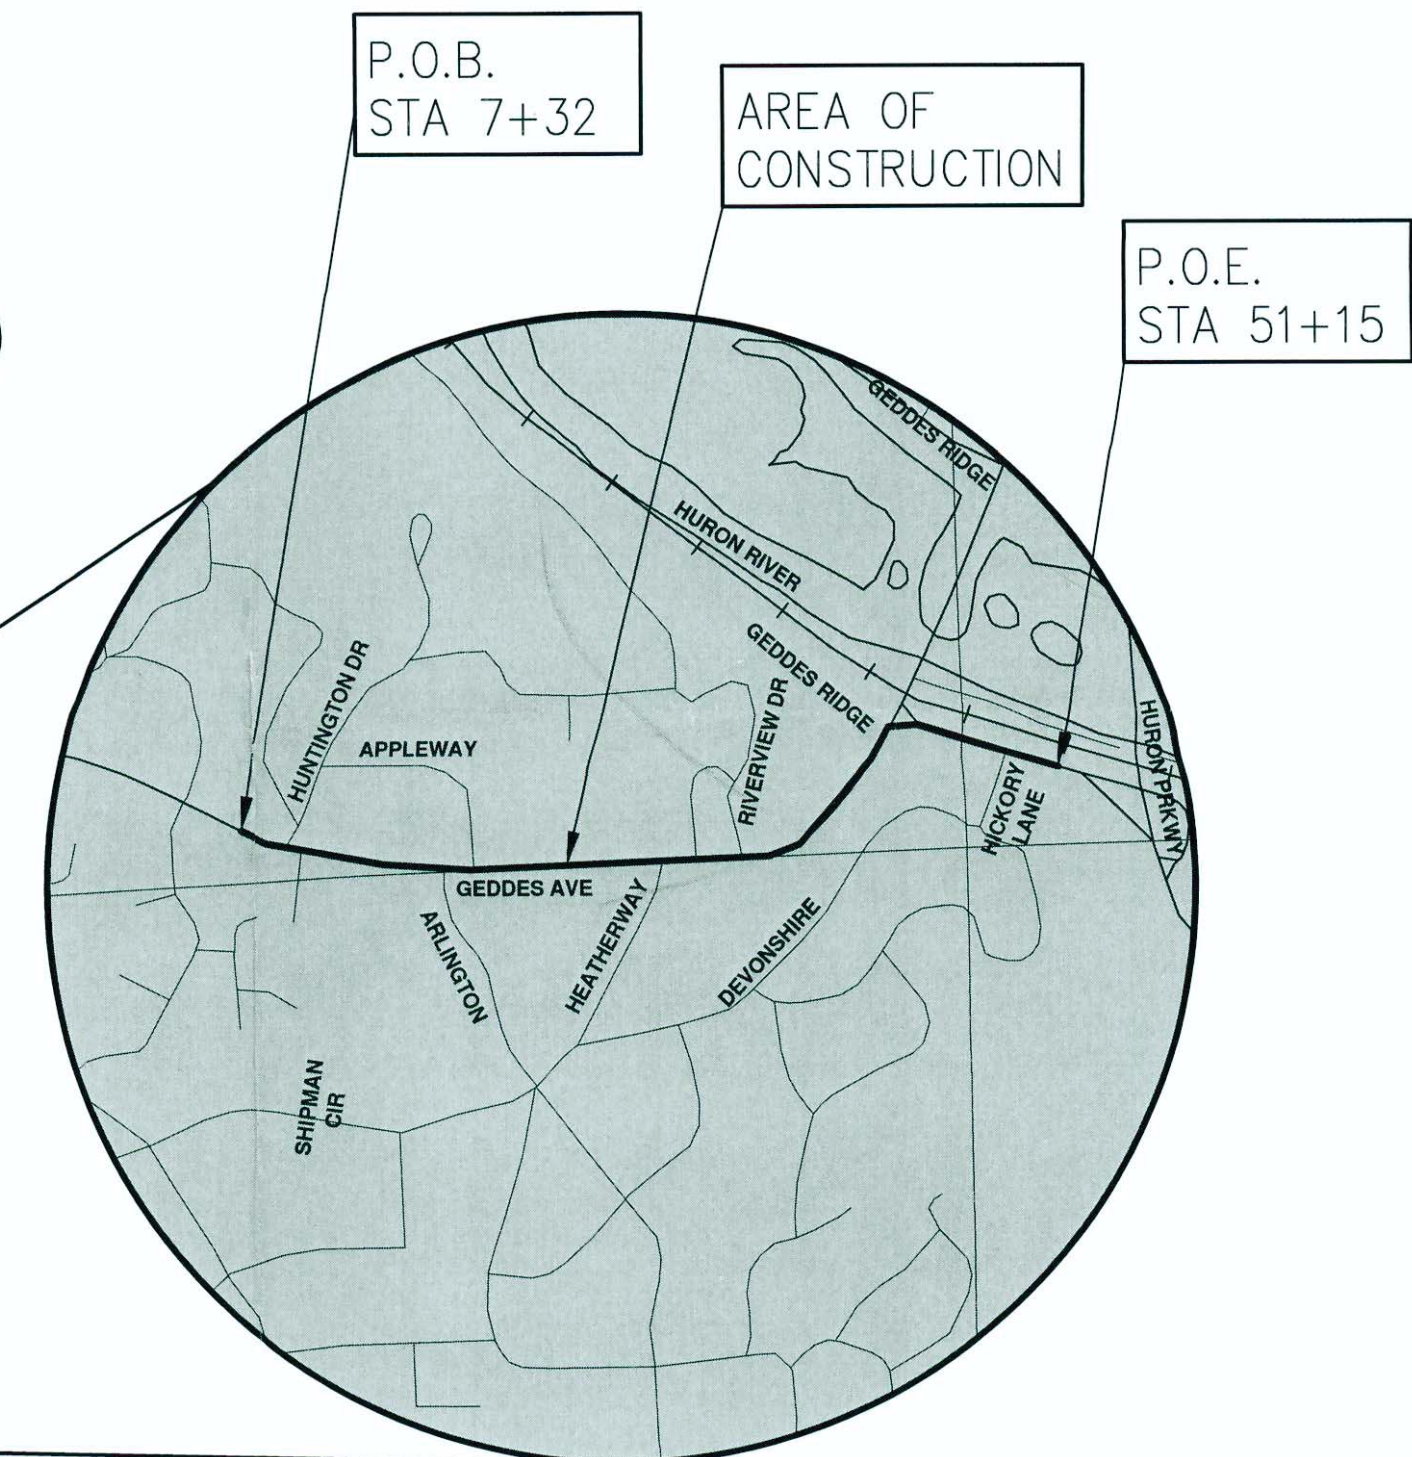 P.O.B.
STA 7+32
AREA OF
CONSTRUCTION
P.O.E.
STA 51+15
GEDDES RIDGE
HURON RIVER
GEDDES RIDGE
HURON PRKWY
HUNTINGTON DR
APPLEWAY
RIVERVIEW DR
HICKORY
LANE
GEDDES AVE
ARLINGTON
HEATHERWAY
DEVONSHIRE
SHIPMAN
CIR